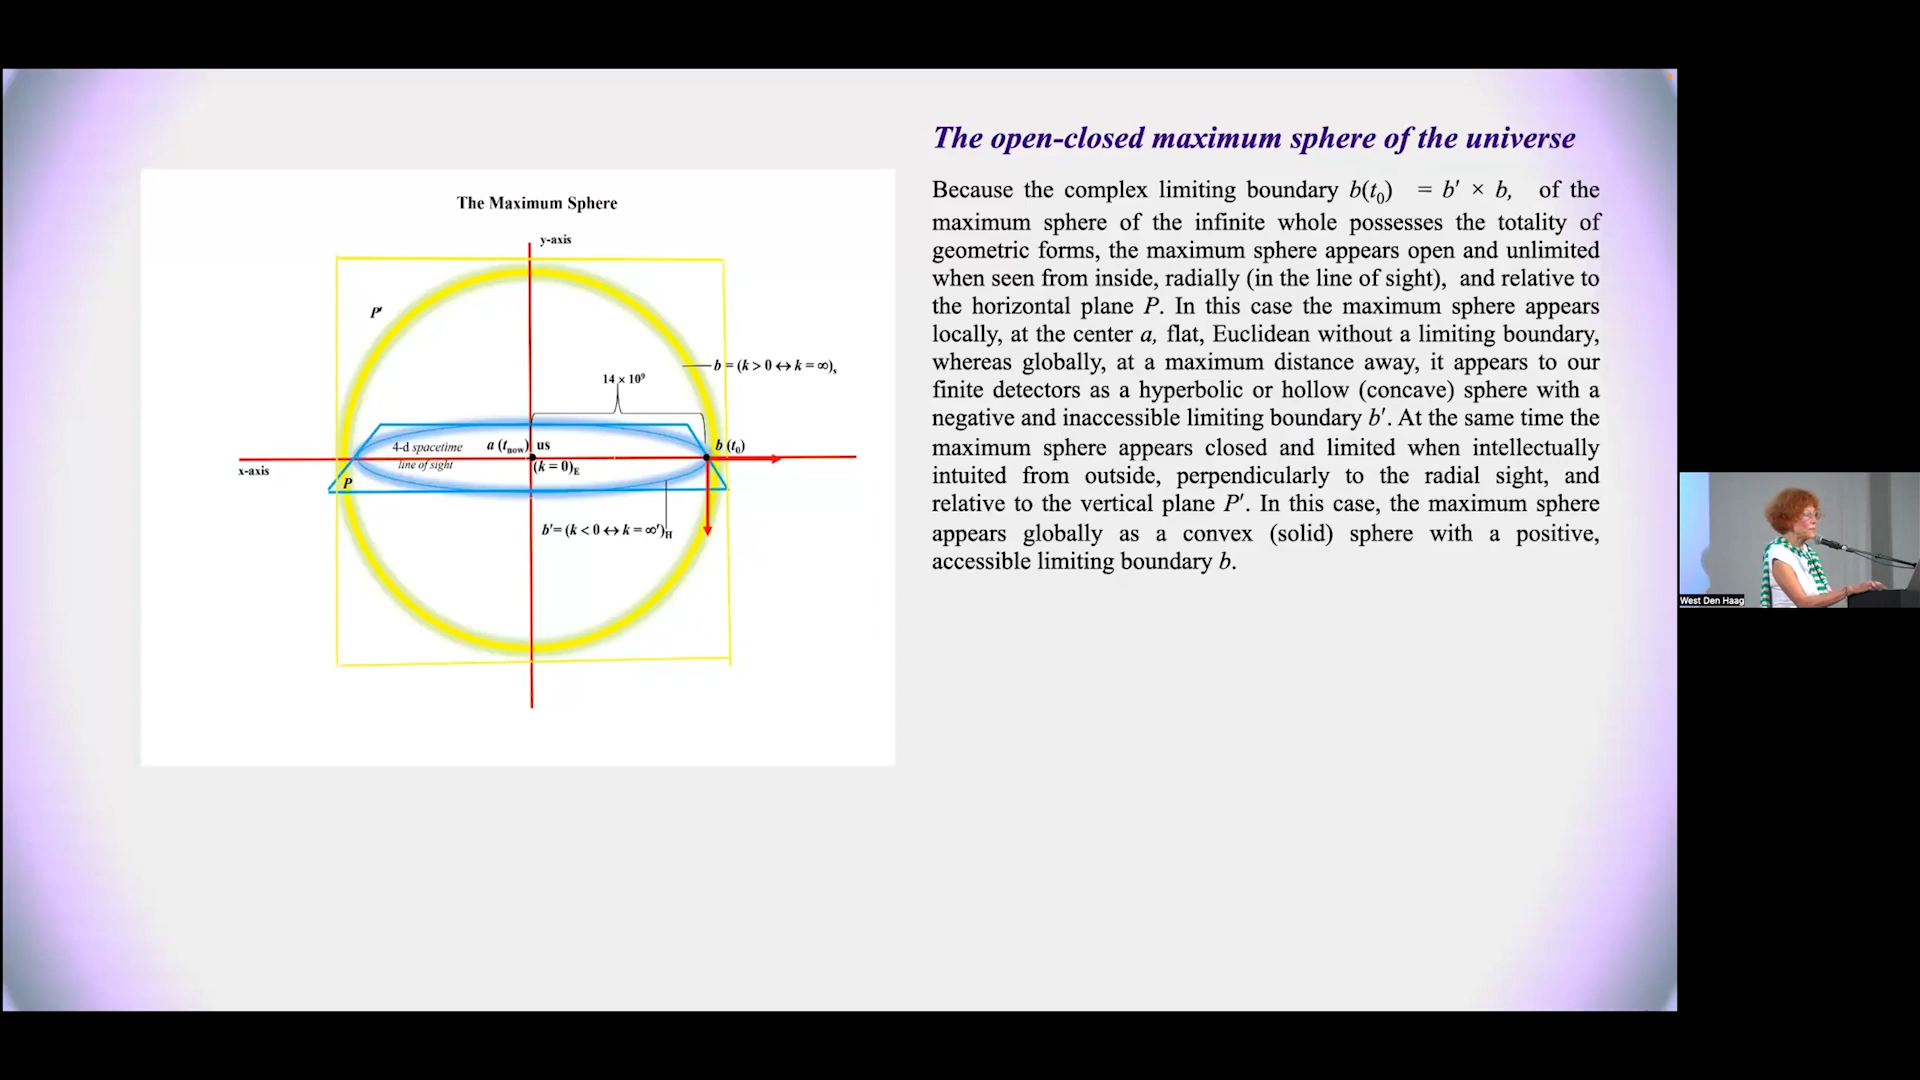 The Maximum Sphere
y-axis
P'
b = (k > 0 ↔ k = ∞)s
14 x 10⁹
4-d spacetime
line of sight
a (tnow) us
b (t0)
(k = 0)E
x-axis
P
b'= (k < 0 ↔ k = ∞')H
The open-closed maximum sphere of the universe
Because the complex limiting boundary b(t0) = b' × b, of the
maximum sphere of the infinite whole possesses the totality of
geometric forms, the maximum sphere appears open and unlimited
when seen from inside, radially (in the line of sight), and relative to
the horizontal plane P. In this case the maximum sphere appears
locally, at the center a, flat, Euclidean without a limiting boundary,
whereas globally, at a maximum distance away, it appears to our
finite detectors as a hyperbolic or hollow (concave) sphere with a
negative and inaccessible limiting boundary b'. At the same time the
maximum sphere appears closed and limited when intellectually
intuited from outside, perpendicularly to the radial sight, and
relative to the vertical plane P'. In this case, the maximum sphere
appears globally as a convex (solid) sphere with a positive,
accessible limiting boundary b.
West Den Haag